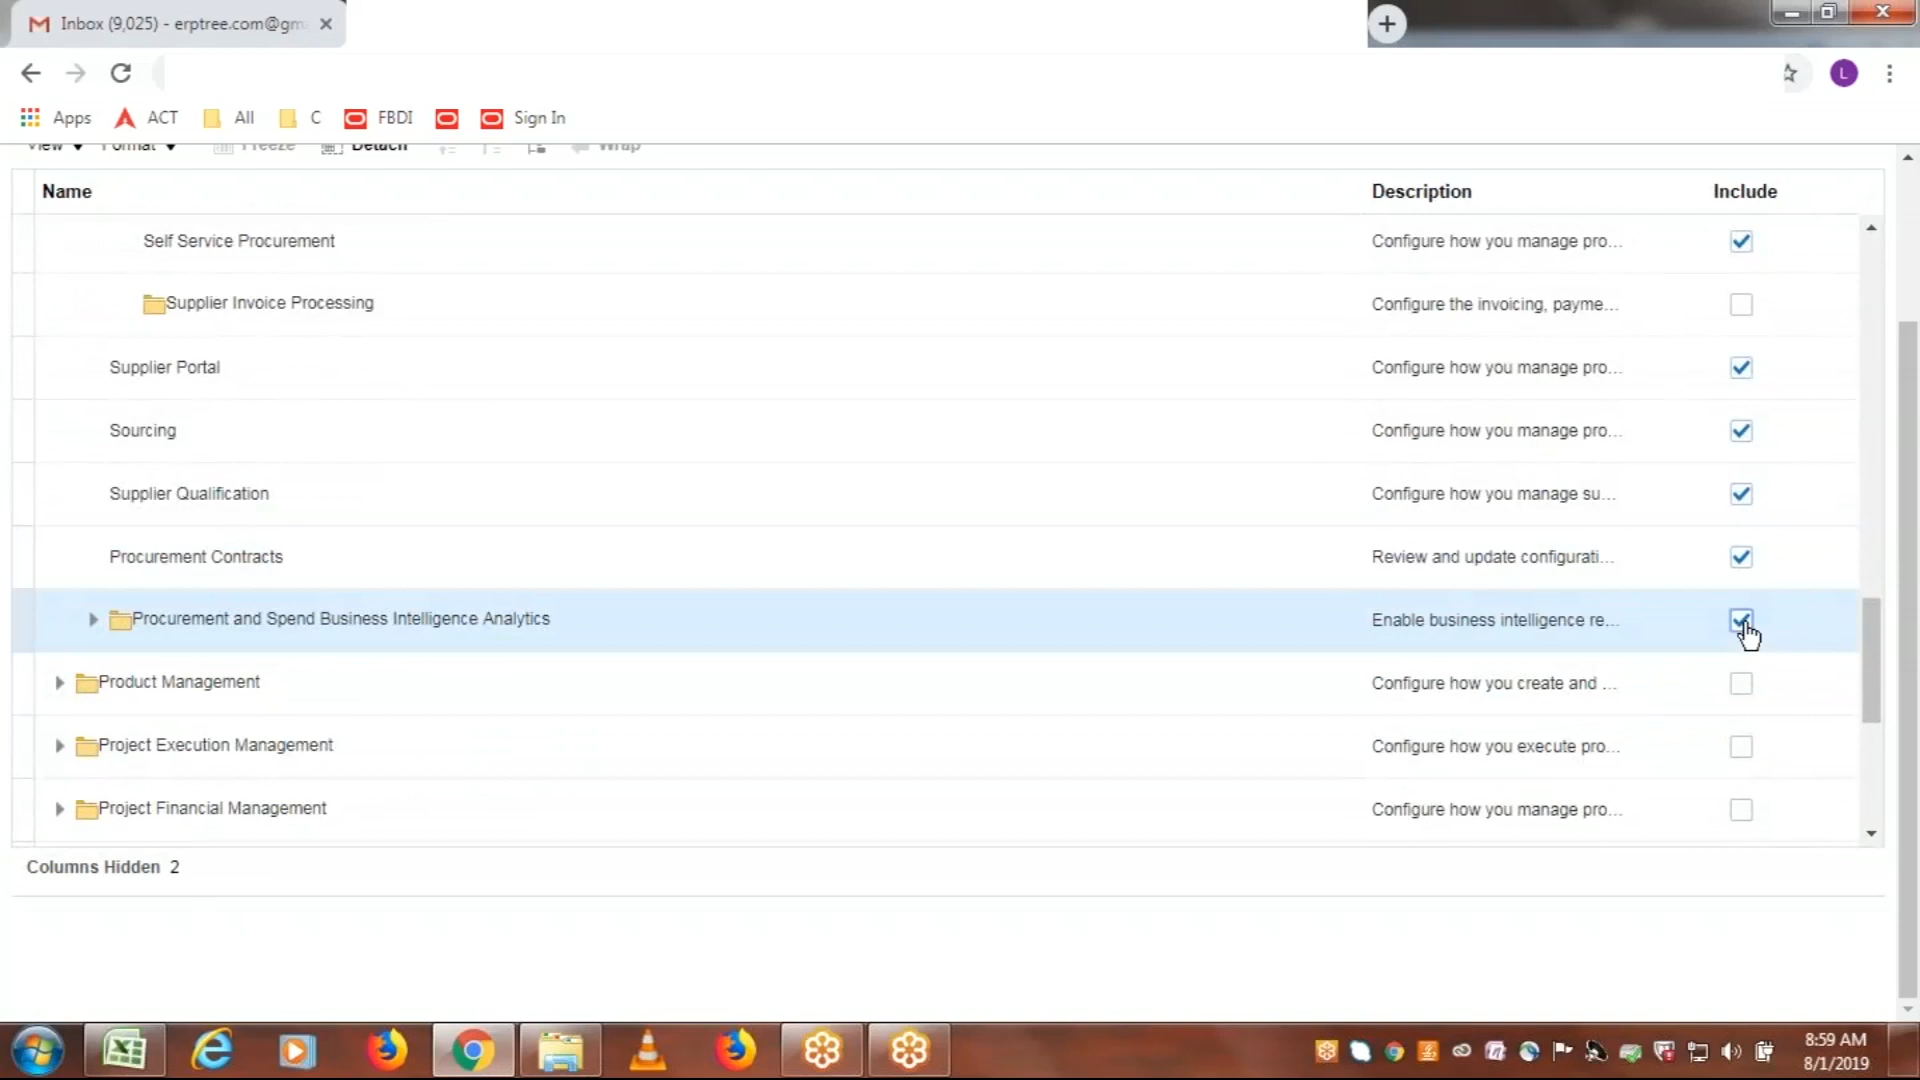 Inbox (9,025) - erptree.com@gm
L
Apps ACT All C FBDI Sign In
View Format Freeze Detach Wrap
Name Description Include
Self Service Procurement Configure how you manage pro...
Supplier Invoice Processing Configure the invoicing, payme...
Supplier Portal Configure how you manage pro...
Sourcing Configure how you manage pro...
Supplier Qualification Configure how you manage su...
Procurement Contracts Review and update configurati...
Procurement and Spend Business Intelligence Analytics Enable business intelligence re...
Product Management Configure how you create and ...
Project Execution Management Configure how you execute pro...
Project Financial Management Configure how you manage pro...
Columns Hidden 2
8:59 AM
8/1/2019